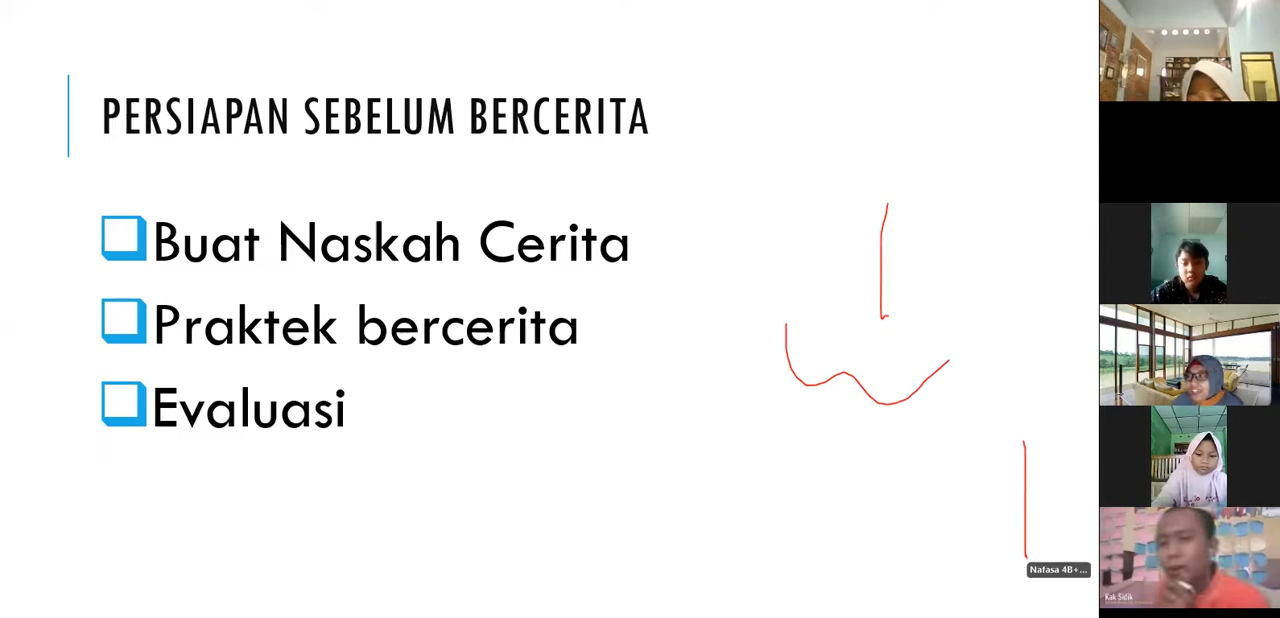 PERSIAPAN SEBELUM BERCERITA
Buat Naskah Cerita
Praktek bercerita
Evaluasi
Nafasa 4B+...
Kak Sidik